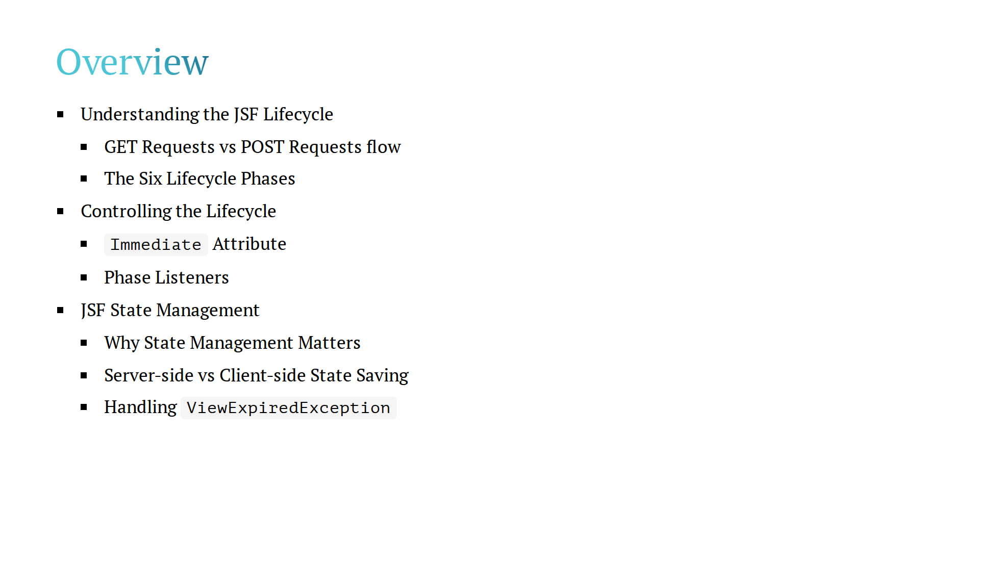 Overview
Understanding the JSF Lifecycle
GET Requests vs POST Requests flow
The Six Lifecycle Phases
Controlling the Lifecycle
Immediate Attribute
Phase Listeners
JSF State Management
Why State Management Matters
Server-side vs Client-side State Saving
Handling ViewExpiredException